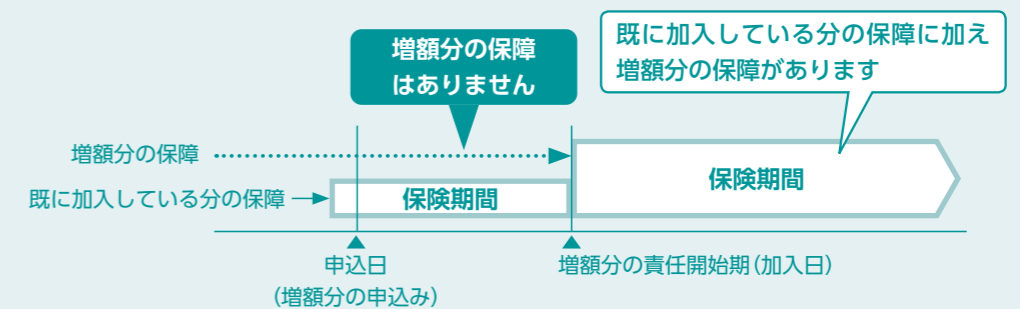 増額分の保障
はありません
既に加入している分の保障に加え
増額分の保障があります
増額分の保障
既に加入している分の保障
保険期間
保険期間
申込日
（増額分の申込み）
増額分の責任開始期（加入日）